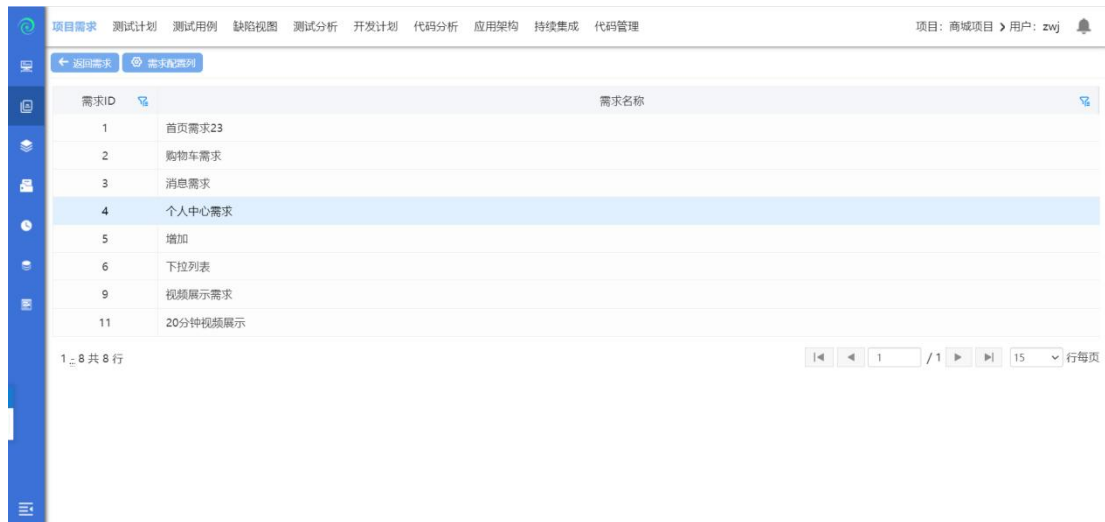 项目需求 测试计划 测试用例 缺陷视图 测试分析 开发计划 代码分析 应用架构 持续集成 代码管理 项目：商城项目 用户：zwj
返回需求 需求配置列
需求ID 需求名称
1 首页需求23
2 购物车需求
3 消息需求
4 个人中心需求
5 增加
6 下拉列表
9 视频展示需求
11 20分钟视频展示
1 - 8 共 8 行 1 / 1 15 行每页